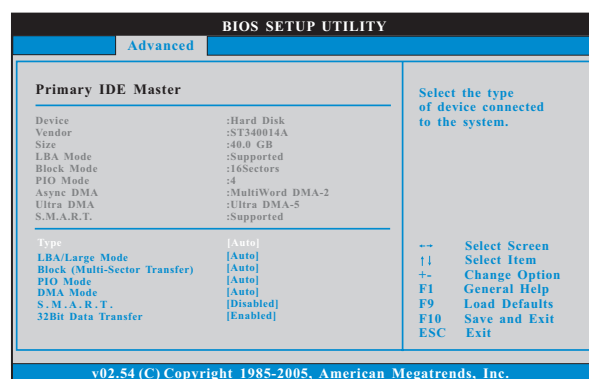 BIOS SETUP UTILITY
Advanced
Primary IDE Master
Device :Hard Disk
Vendor :ST340014A
Size :40.0 GB
LBA Mode :Supported
Block Mode :16Sectors
PIO Mode :4
Async DMA :MultiWord DMA-2
Ultra DMA :Ultra DMA-5
S.M.A.R.T. :Supported
Type [Auto]
LBA/Large Mode [Auto]
Block (Multi-Sector Transfer) [Auto]
PIO Mode [Auto]
DMA Mode [Auto]
S.M.A.R.T. [Disabled]
32Bit Data Transfer [Enabled]
Select the type
of device connected
to the system.
←→ Select Screen
↑↓ Select Item
+- Change Option
F1 General Help
F9 Load Defaults
F10 Save and Exit
ESC Exit
v02.54 (C) Copyright 1985-2005, American Megatrends, Inc.